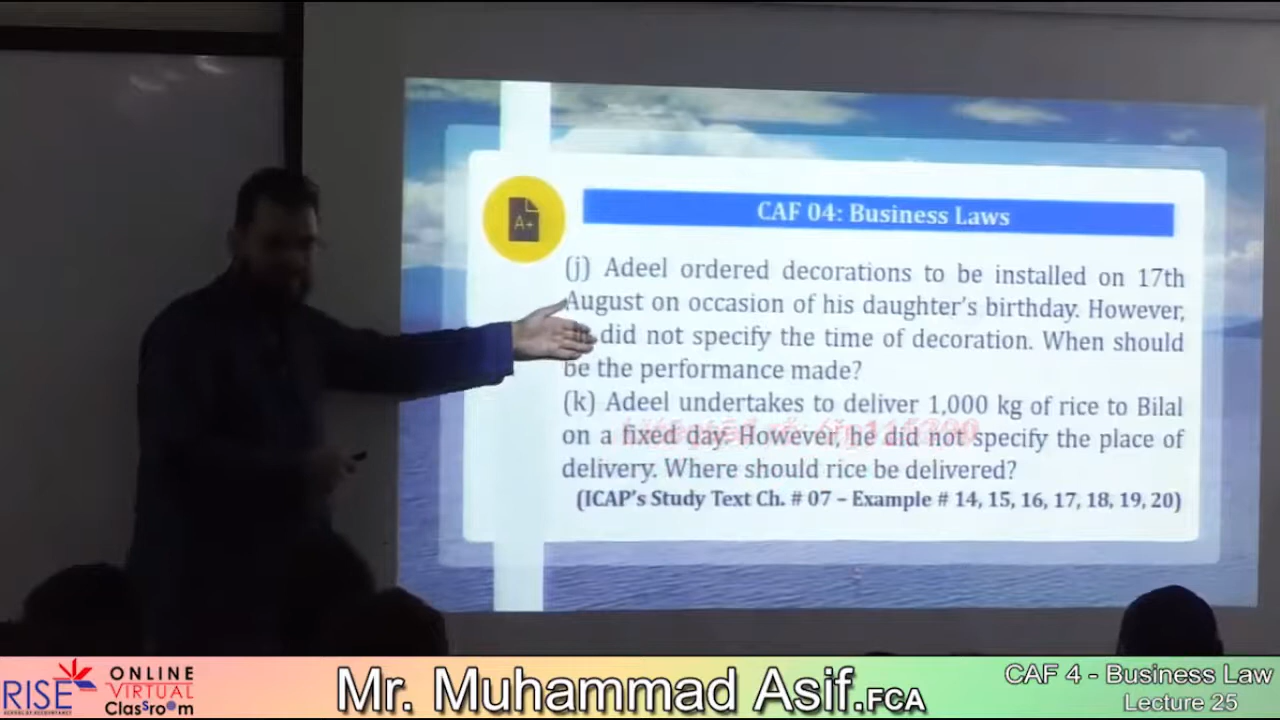 A+
CAF 04: Business Laws
(j) Adeel ordered decorations to be installed on 17th
August on occasion of his daughter's birthday. However,
did not specify the time of decoration. When should
be the performance made?
(k) Adeel undertakes to deliver 1,000 kg of rice to Bilal
on a fixed day. However, he did not specify the place of
delivery. Where should rice be delivered?
(ICAP's Study Text Ch. # 07 – Example # 14, 15, 16, 17, 18, 19, 20)
RISE
SCHOOL OF ACCOUNTANCY
ONLINE
VIRTUAL
ClasSroom
Mr. Muhammad Asif.FCA
CAF 4 - Business Law
Lecture 25